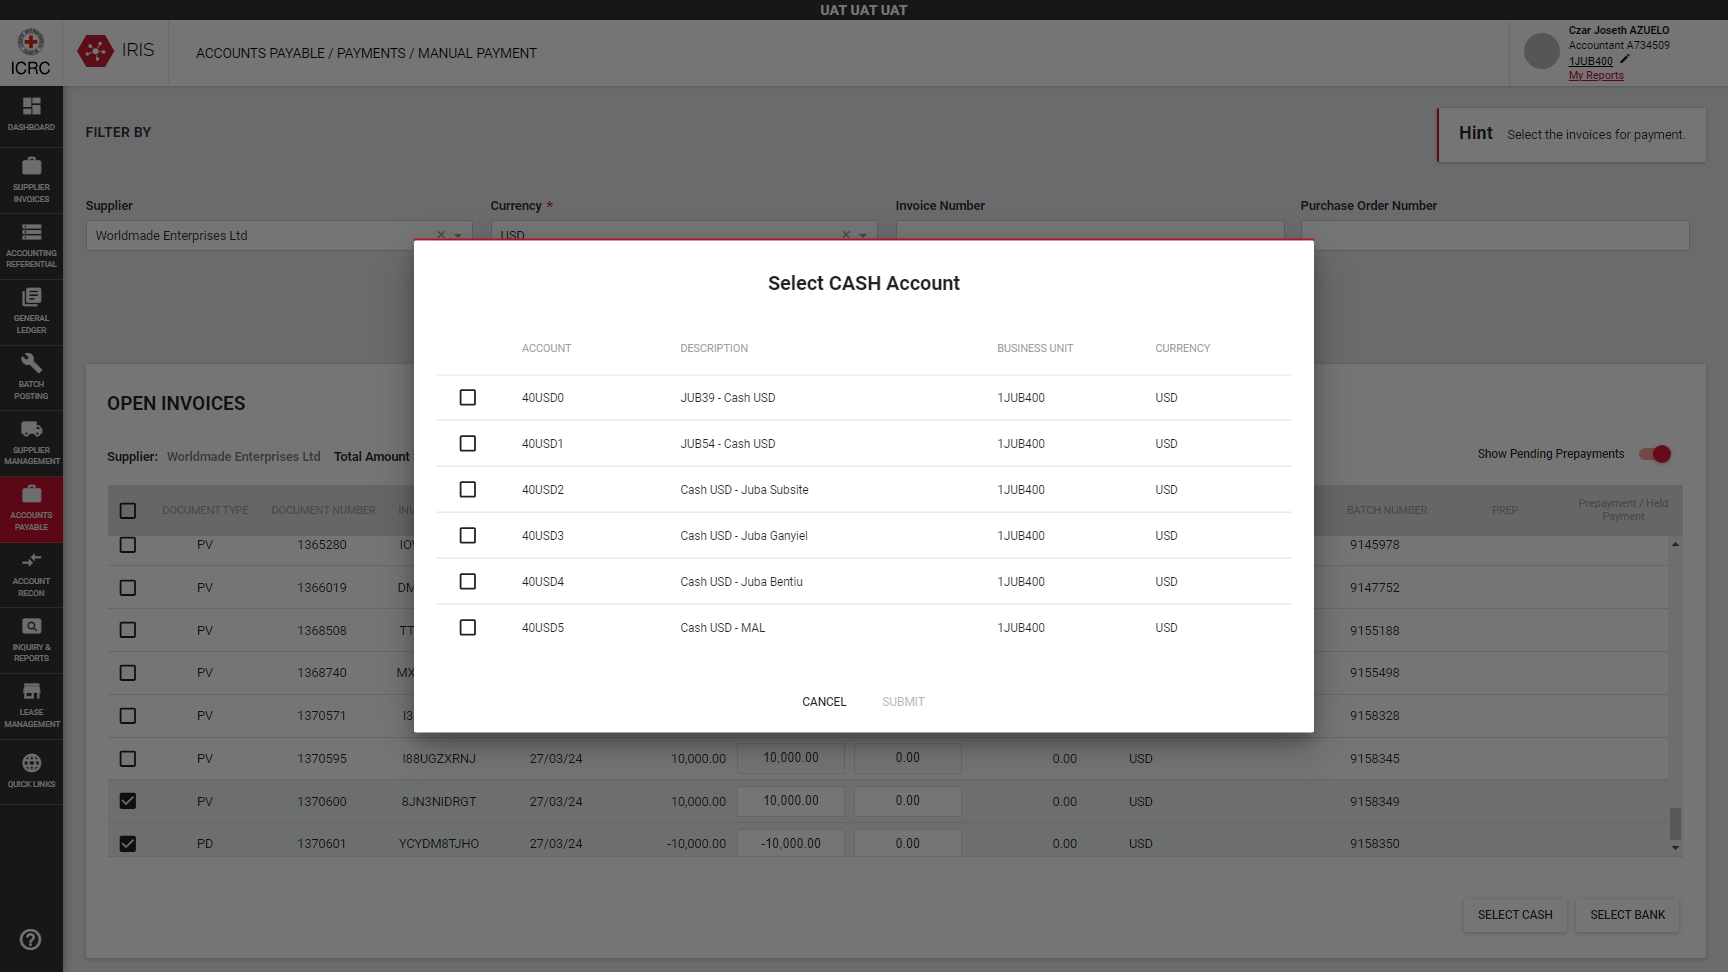 UAT UAT UAT
ICRC
IRIS
ACCOUNTS PAYABLE / PAYMENTS / MANUAL PAYMENT
Czar Joseth AZUELO
Accountant A734509
1JUB400
My Reports
DASHBOARD
SUPPLIER
INVOICES
ACCOUNTING
REFERENTIAL
GENERAL
LEDGER
BATCH
POSTING
SUPPLIER
MANAGEMENT
ACCOUNTS
PAYABLE
ACCOUNT
RECON
INQUIRY &
REPORTS
LEASE
MANAGEMENT
QUICK LINKS
FILTER BY
Hint Select the invoices for payment.
Supplier Currency * Invoice Number Purchase Order Number
Worldmade Enterprises Ltd USD
Select CASH Account
ACCOUNT DESCRIPTION BUSINESS UNIT CURRENCY
40USD0 JUB39 - Cash USD 1JUB400 USD
40USD1 JUB54 - Cash USD 1JUB400 USD
40USD2 Cash USD - Juba Subsite 1JUB400 USD
40USD3 Cash USD - Juba Ganyiel 1JUB400 USD
40USD4 Cash USD - Juba Bentiu 1JUB400 USD
40USD5 Cash USD - MAL 1JUB400 USD
CANCEL SUBMIT
OPEN INVOICES
Supplier: Worldmade Enterprises Ltd Total Amount
Show Pending Prepayments
DOCUMENT TYPE DOCUMENT NUMBER INV BATCH NUMBER PREP Prepayment / Held
Payment
PV 1365280 9145978
PV 1366019 DM 9147752
PV 1368508 TT 9155188
PV 1368740 MX 9155498
PV 1370571 I3 9158328
PV 1370595 I88UGZXRNJ 27/03/24 10,000.00 10,000.00 0.00 0.00 USD 9158345
PV 1370600 8JN3NIDRGT 27/03/24 10,000.00 10,000.00 0.00 0.00 USD 9158349
PD 1370601 YCYDM8TJHO 27/03/24 -10,000.00 -10,000.00 0.00 0.00 USD 9158350
SELECT CASH SELECT BANK